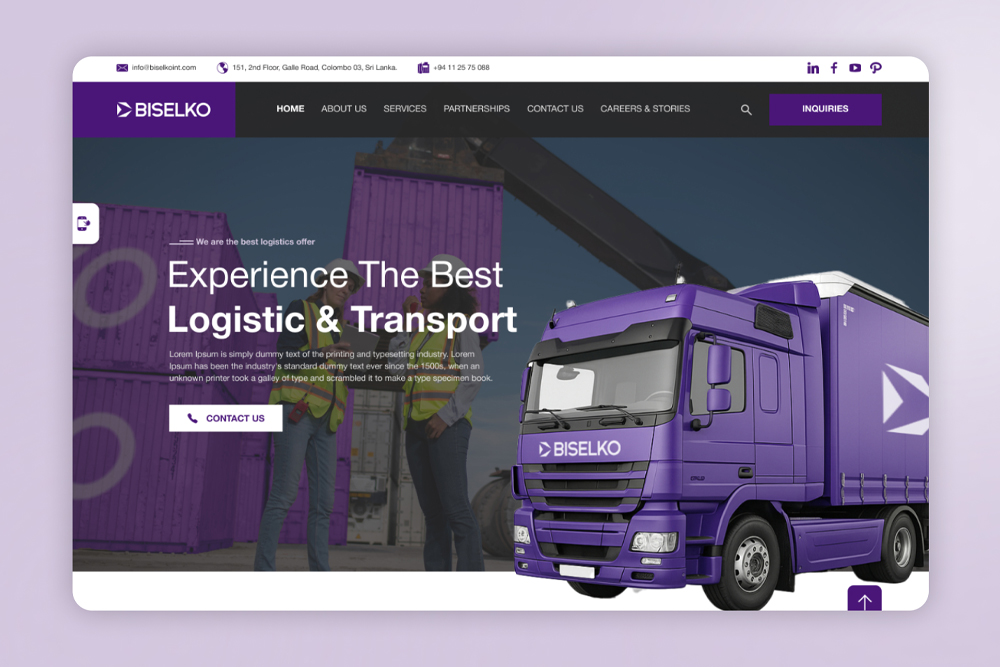 info@biselkoint.com
151, 2nd Floor, Galle Road, Colombo 03, Sri Lanka.
+94 11 25 75 088
BISELKO
HOME
ABOUT US
SERVICES
PARTNERSHIPS
CONTACT US
CAREERS & STORIES
INQUIRIES
We are the best logistics offer
Experience The Best
Logistic & Transport
Lorem Ipsum is simply dummy text of the printing and typesetting industry. Lorem
Ipsum has been the industry's standard dummy text ever since the 1500s, when an
unknown printer took a galley of type and scrambled it to make a type specimen book.
CONTACT US
BISELKO